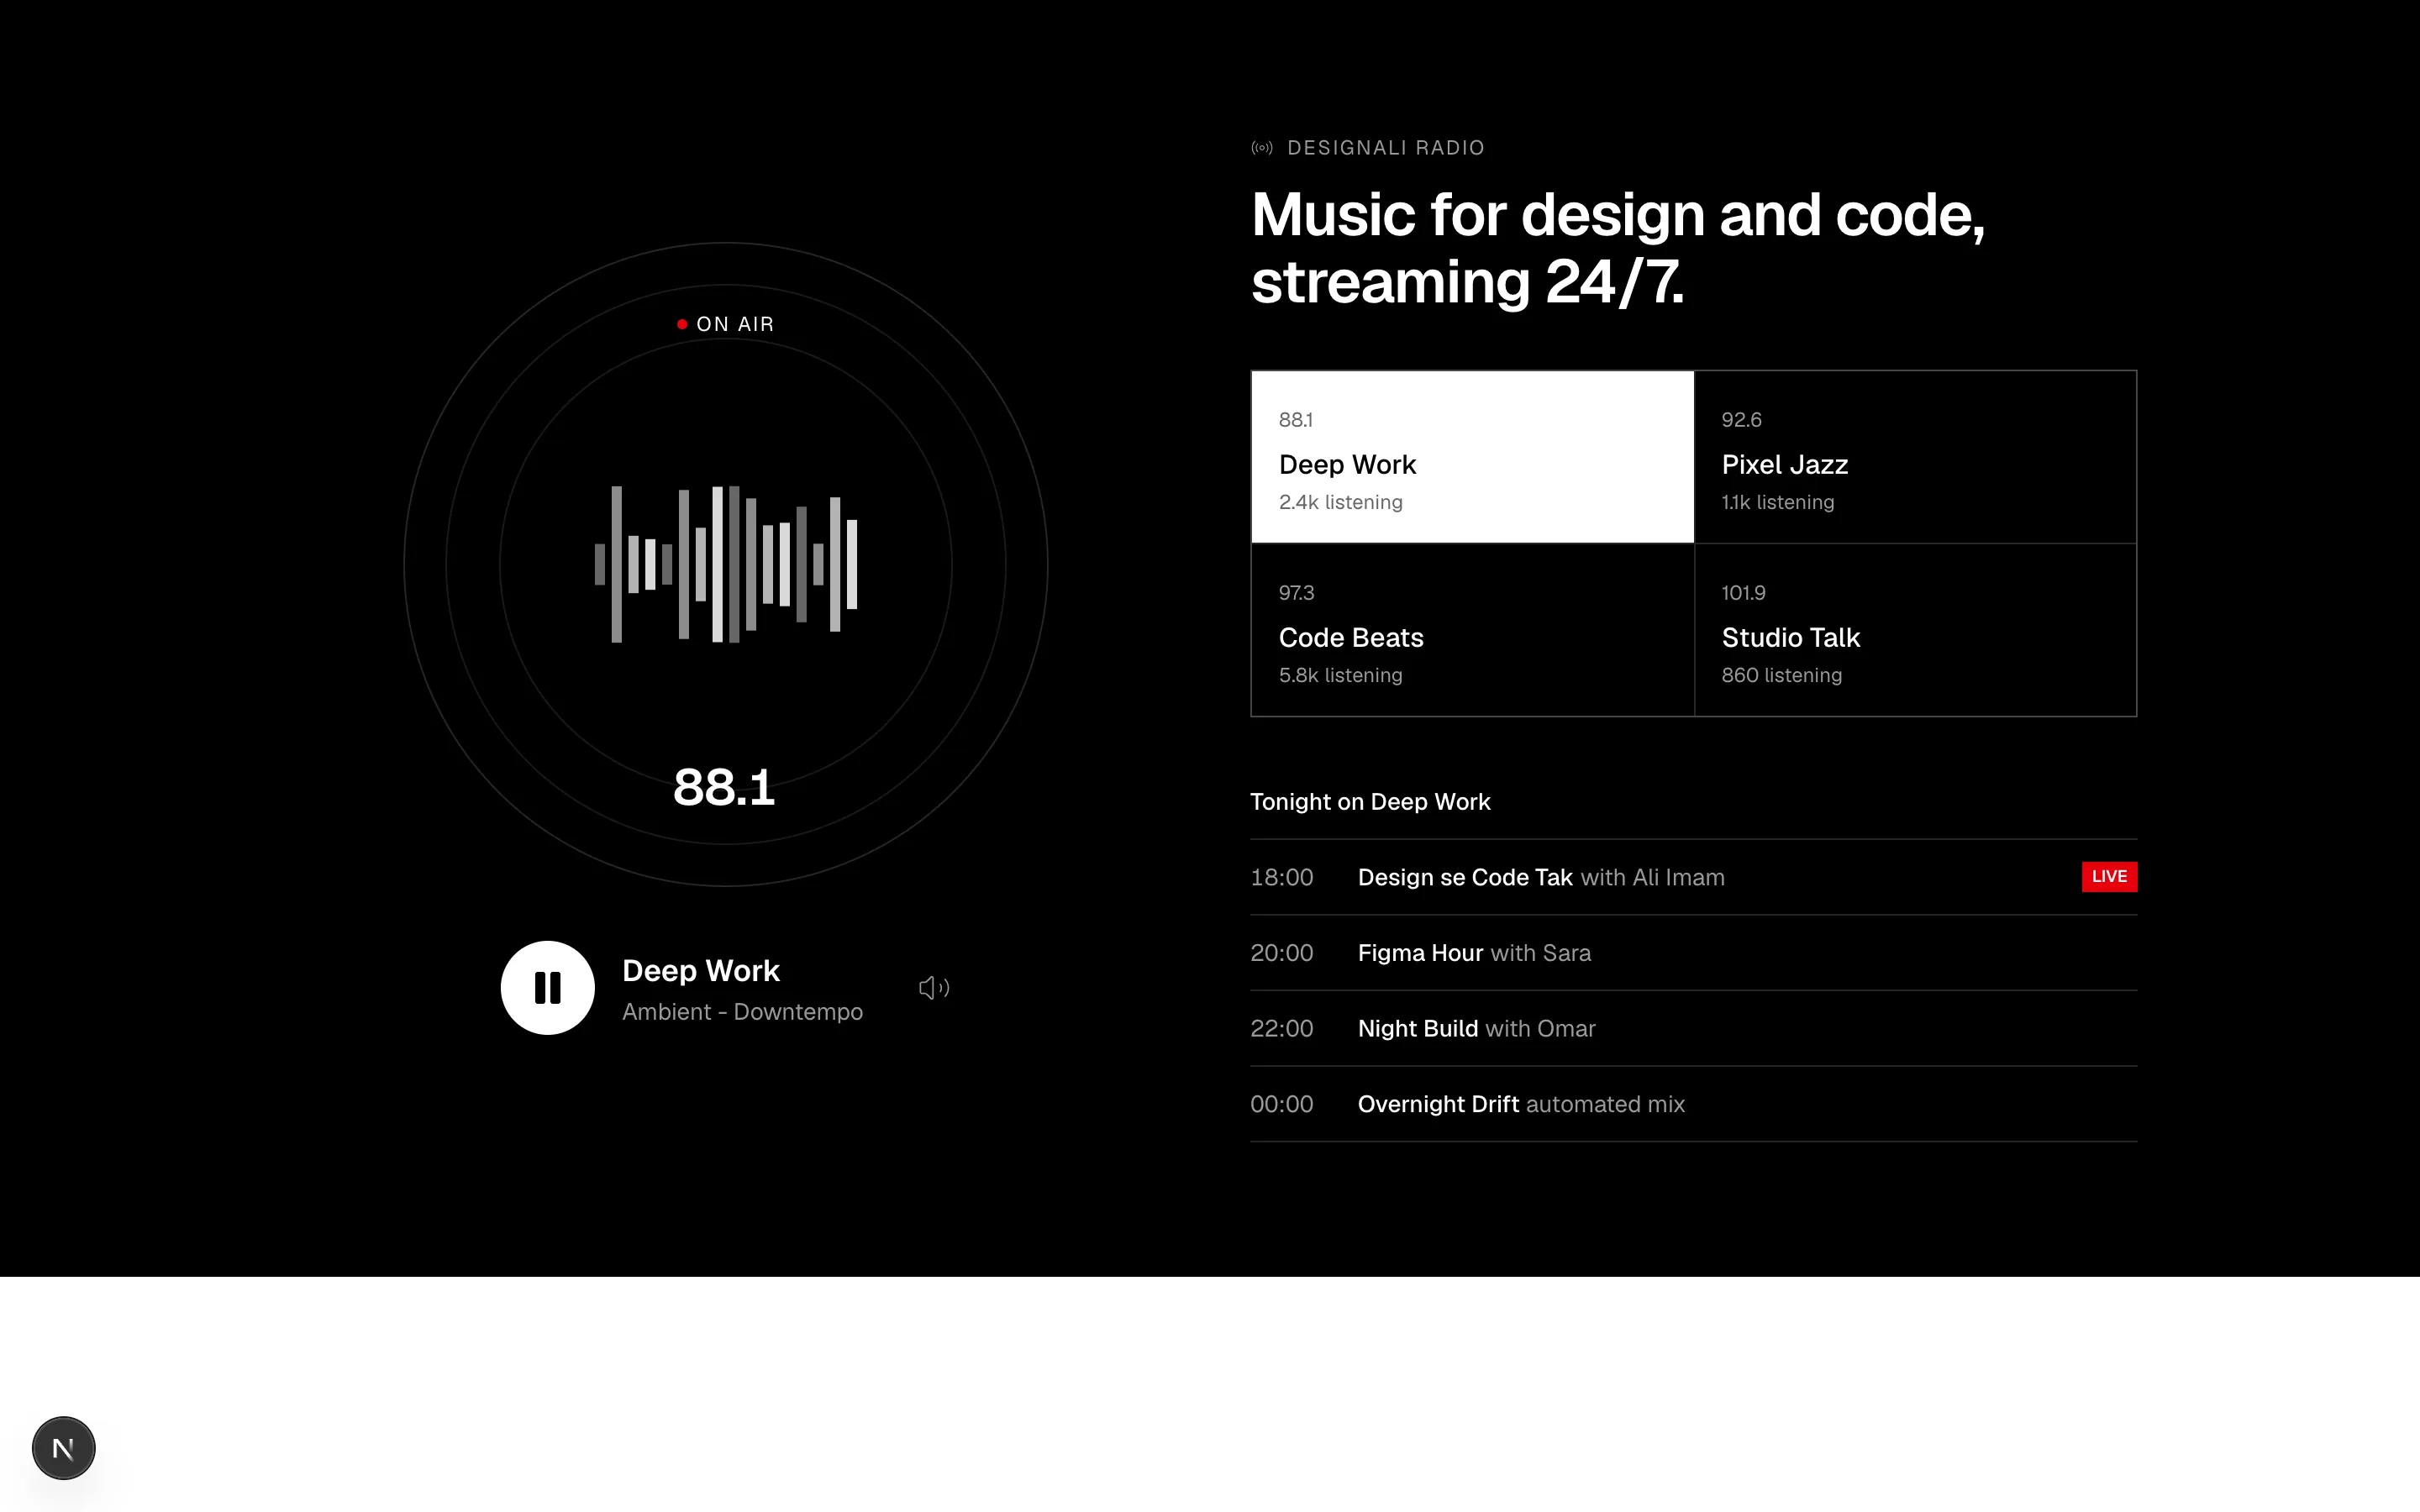 ON AIR
88.1
Deep Work
Ambient - Downtempo
DESIGNALI RADIO
Music for design and code,
streaming 24/7.
88.1
Deep Work
2.4k listening
92.6
Pixel Jazz
1.1k listening
97.3
Code Beats
5.8k listening
101.9
Studio Talk
860 listening
Tonight on Deep Work
18:00 Design se Code Tak with Ali Imam LIVE
20:00 Figma Hour with Sara
22:00 Night Build with Omar
00:00 Overnight Drift automated mix
N